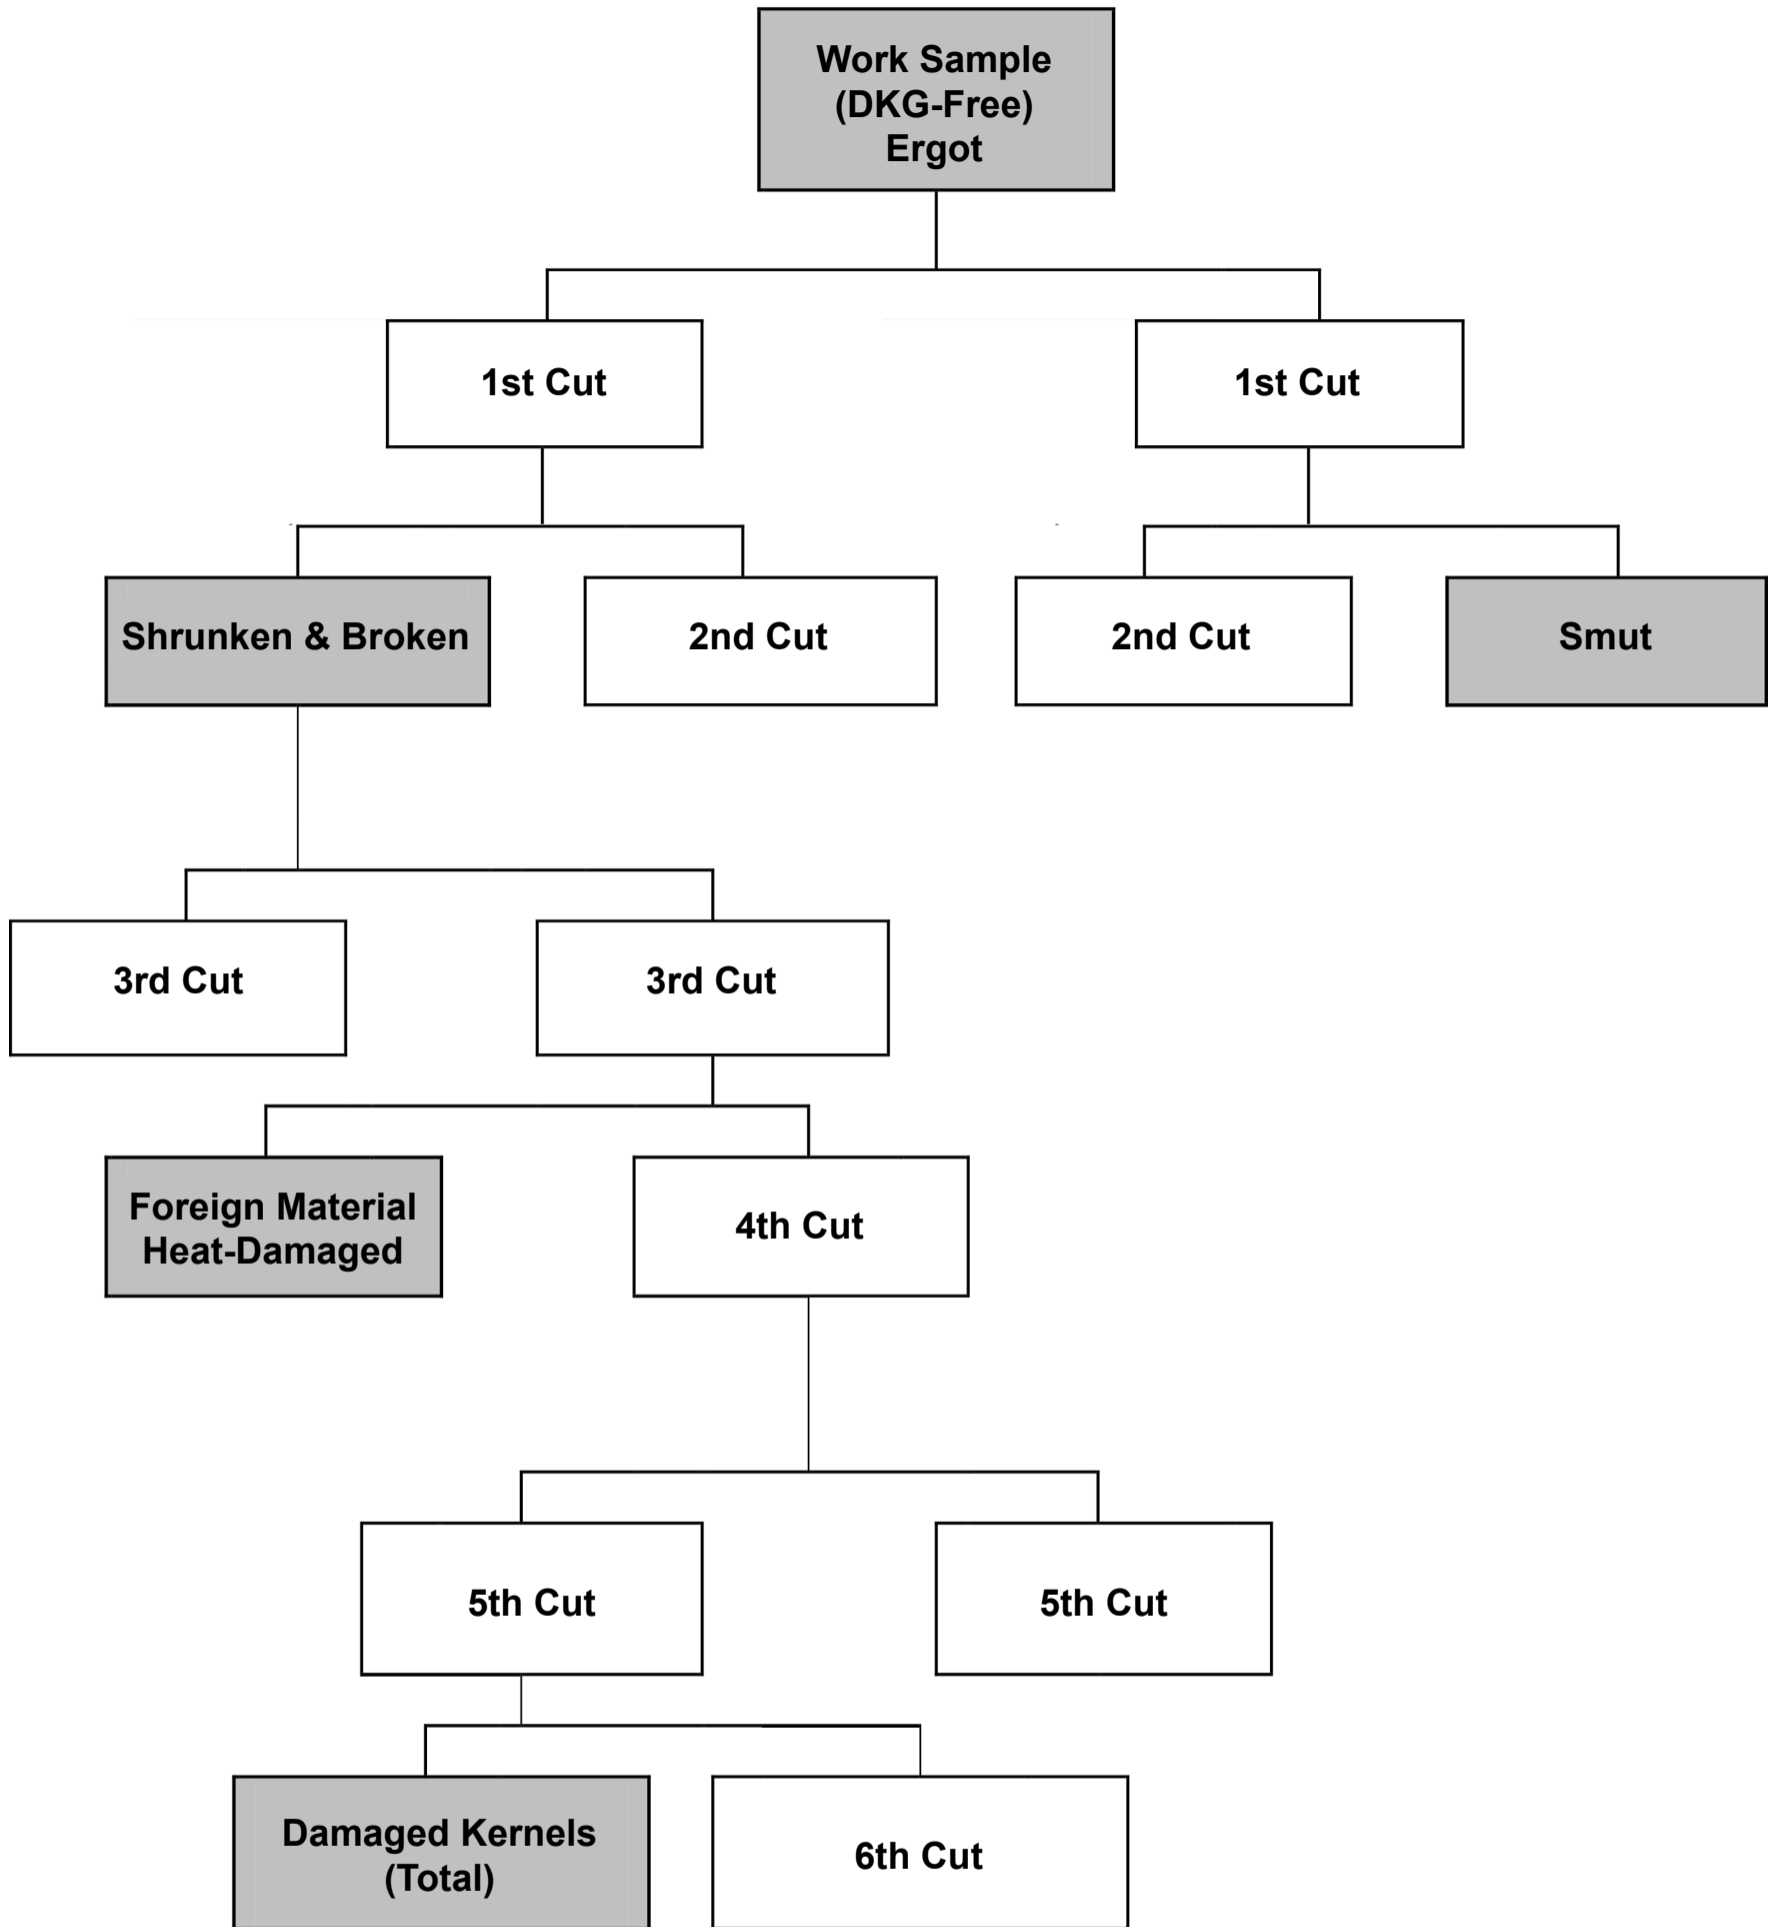 Work Sample
(DKG-Free)
Ergot
1st Cut
1st Cut
Shrunken & Broken
2nd Cut
2nd Cut
Smut
3rd Cut
3rd Cut
Foreign Material
Heat-Damaged
4th Cut
5th Cut
5th Cut
Damaged Kernels
(Total)
6th Cut